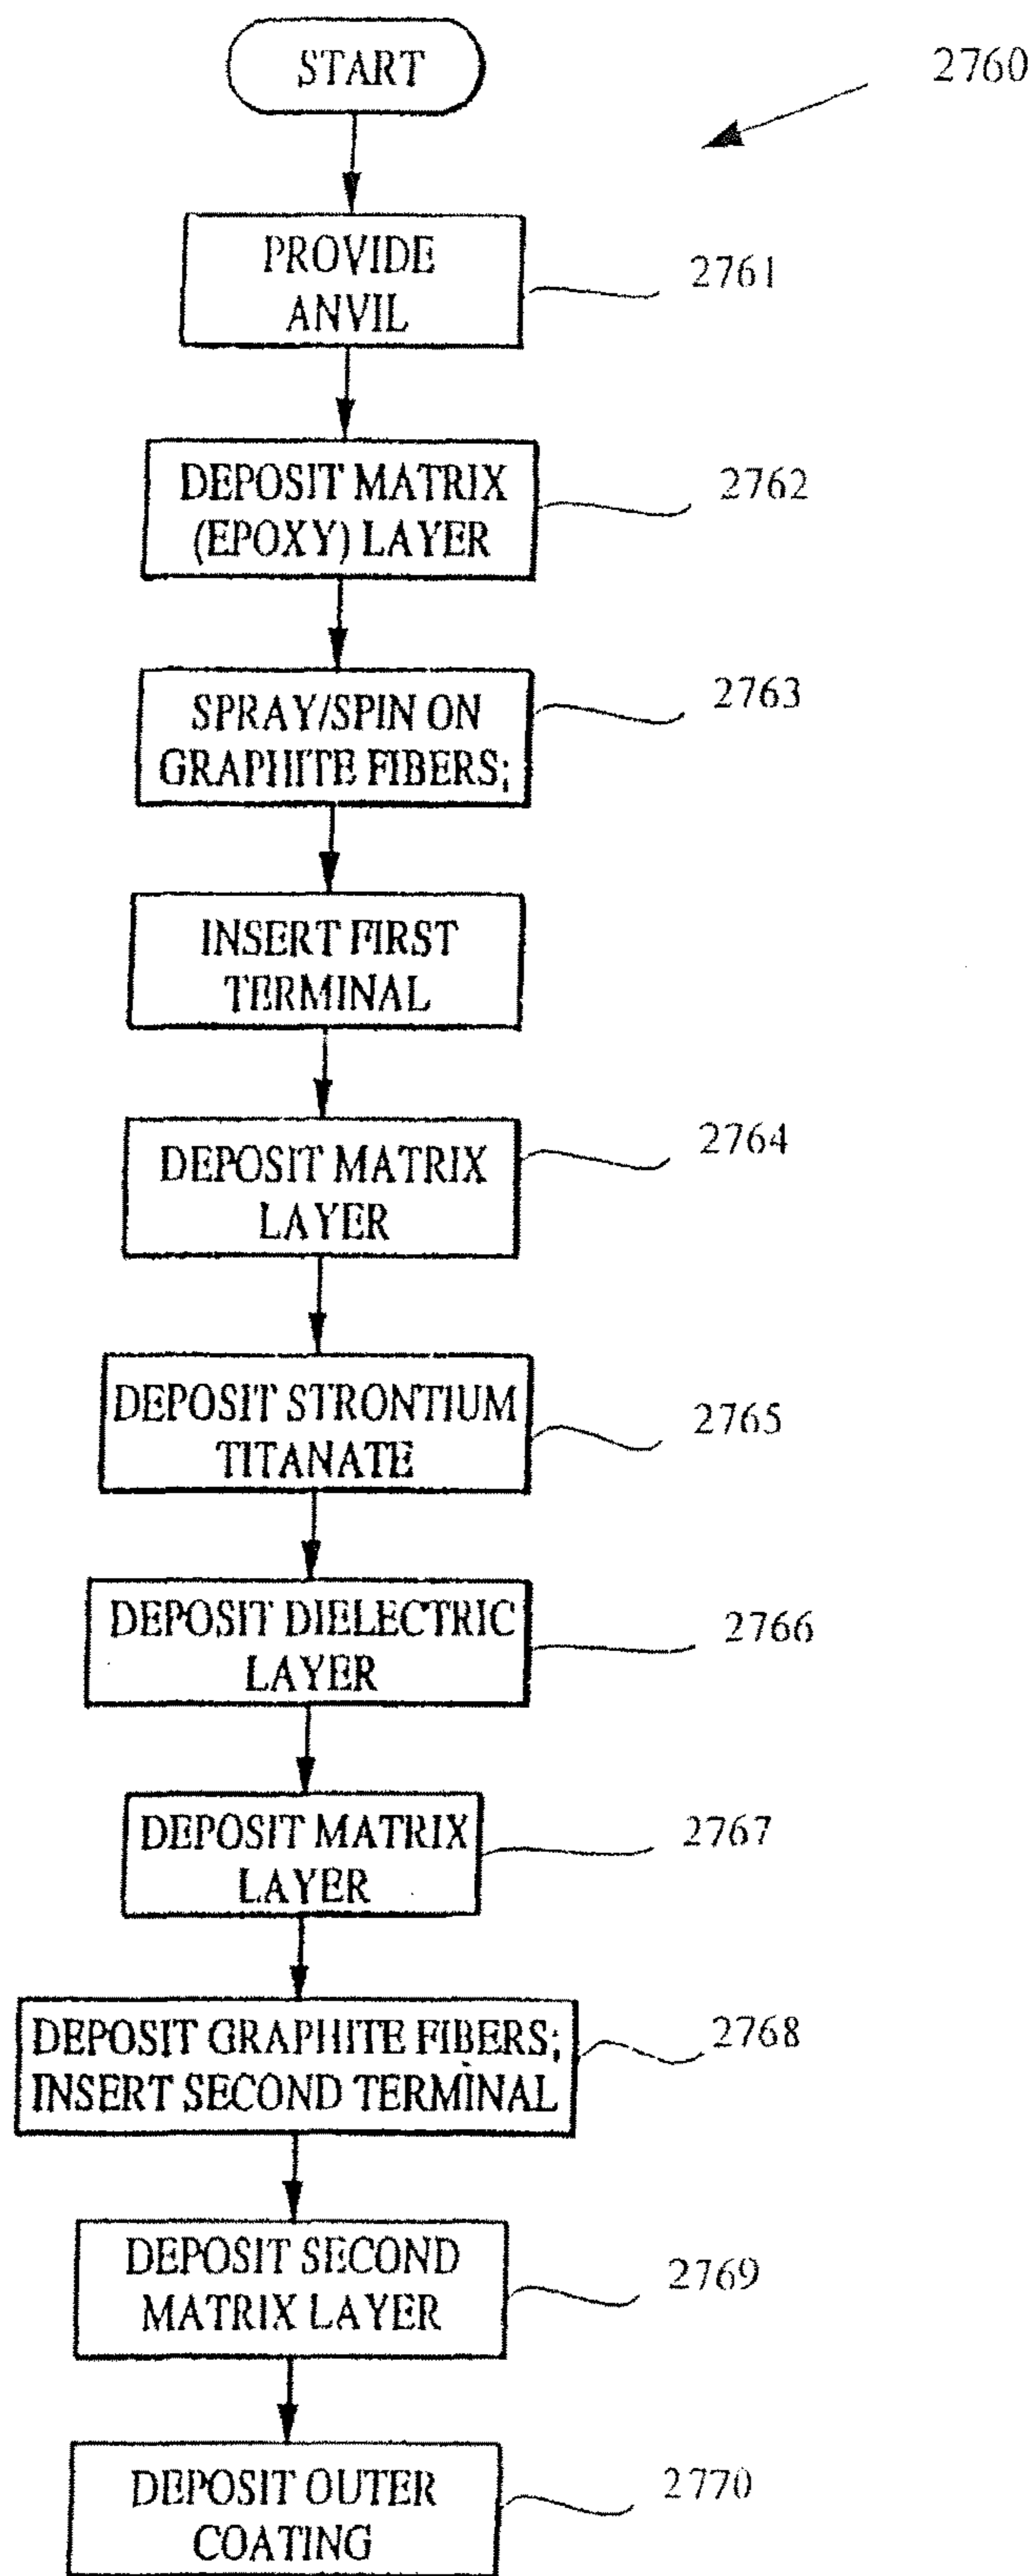 START
2760
PROVIDE
ANVIL
2761
DEPOSIT MATRIX
(EPOXY) LAYER
2762
SPRAY/SPIN ON
GRAPHITE FIBERS;
2763
INSERT FIRST
TERMINAL
DEPOSIT MATRIX
LAYER
2764
DEPOSIT STRONTIUM
TITANATE
2765
DEPOSIT DIELECTRIC
LAYER
2766
DEPOSIT MATRIX
LAYER
2767
DEPOSIT GRAPHITE FIBERS;
INSERT SECOND TERMINAL
2768
DEPOSIT SECOND
MATRIX LAYER
2769
DEPOSIT OUTER
COATING
2770